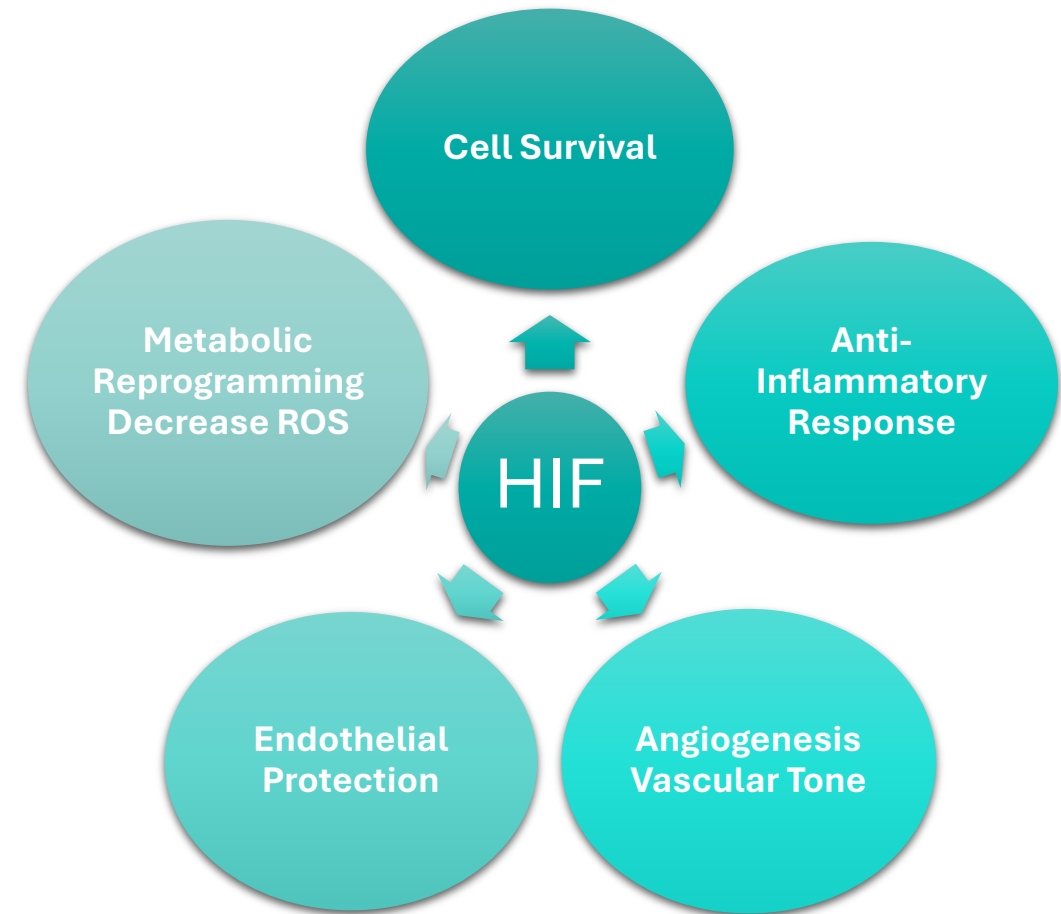 Cell Survival
Metabolic
Reprogramming
Decrease ROS
Anti-
Inflammatory
Response
HIF
Endothelial
Protection
Angiogenesis
Vascular Tone